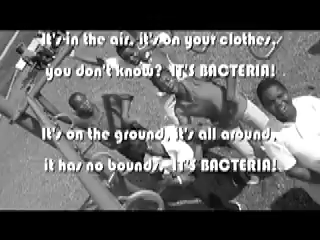 It's in the air, it's on your clothes,
you don't know? IT'S BACTERIA!
It's on the ground, it's all around,
it has no bounds, IT'S BACTERIA!